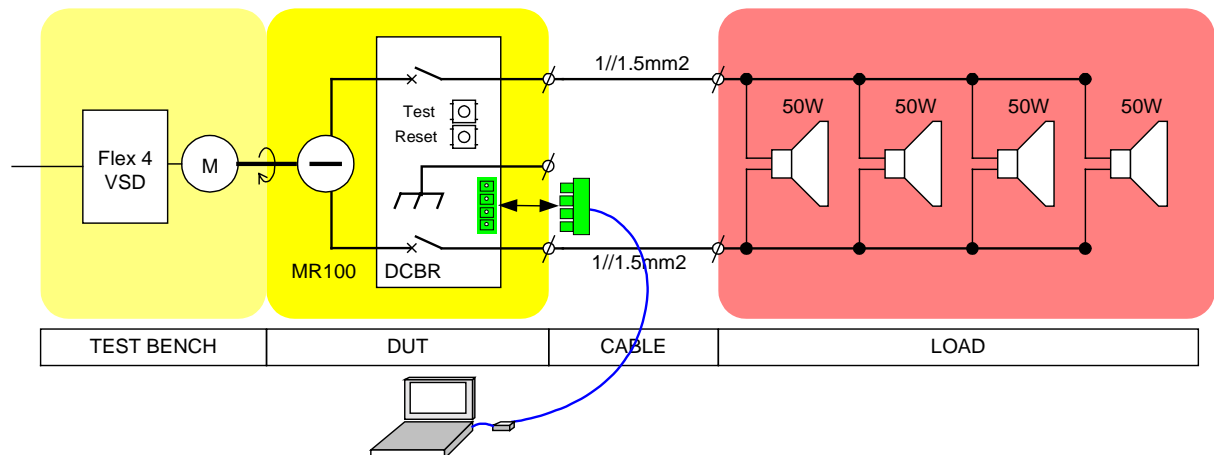 1//1.5mm2
50W
50W
50W
50W
Test
Reset
Flex 4
VSD
M
MR100
DCBR
1//1.5mm2
TEST BENCH
DUT
CABLE
LOAD